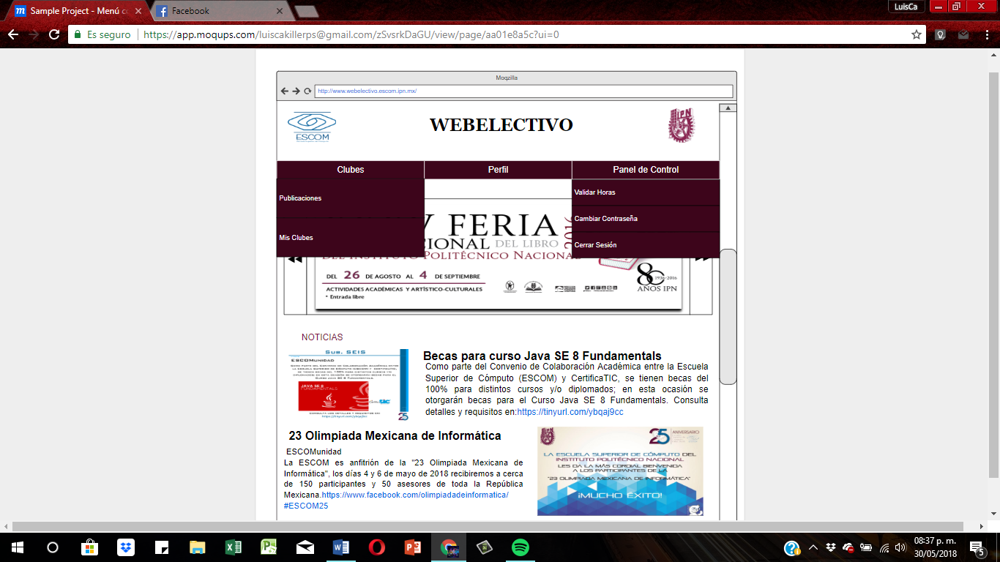 Sample Project - Menú c
Facebook
LuisCa
Es seguro
https://app.moqups.com/luiscakillerps@gmail.com/zSvsrkDaGU/view/page/aa01e8a5c?ui=0
Moqzilla
http://www.webelectivo.escom.ipn.mx/
ESCOM
WEBELECTIVO
IPN
Clubes
Perfil
Panel de Control
Publicaciones
Mis Clubes
Validar Horas
Cambiar Contraseña
Cerrar Sesión
V FERIA
CIONAL DEL LIBRO
DEL INSTITUTO POLITÉCNICO NACIONAL
DEL 26 DE AGOSTO AL 4 DE SEPTIEMBRE
ACTIVIDADES ACADÉMICAS Y ARTÍSTICO-CULTURALES
* Entrada libre
80
1936-2016
AÑOS IPN
NOTICIAS
SUB. SEIS
ESCOMunidad
JAVA SE 8
FUNDAMENTALS
25
Becas para curso Java SE 8 Fundamentals
Como parte del Convenio de Colaboración Académica entre la Escuela
Superior de Cómputo (ESCOM) y CertificaTIC, se tienen becas del
100% para distintos cursos y/o diplomados; en esta ocasión se
otorgarán becas para el Curso Java SE 8 Fundamentals. Consulta
detalles y requisitos en:https://tinyurl.com/ybqaj9cc
23 Olimpiada Mexicana de Informática
ESCOMunidad
La ESCOM es anfitrión de la "23 Olimpiada Mexicana de
Informática", los días 4 y 6 de mayo de 2018 recibiremos a cerca
de 150 participantes y 50 asesores de toda la República
Mexicana.https://www.facebook.com/olimpiadadeinformatica/
#ESCOM25
25 ANIVERSARIO
LA ESCUELA SUPERIOR DE CÓMPUTO DEL
INSTITUTO POLITÉCNICO NACIONAL
LES DA LA MÁS CORDIAL BIENVENIDA
A LOS PARTICIPANTES DE LA
"23 OLIMPIADA MEXICANA DE INFORMÁTICA"
¡MUCHO ÉXITO!
08:37 p. m.
30/05/2018
5